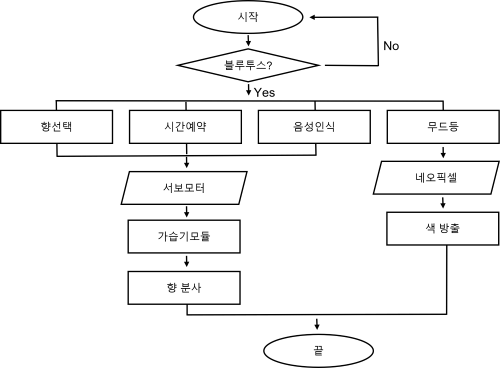 시작
No
블루투스?
Yes
향선택
시간예약
음성인식
무드등
서보모터
네오픽셀
가습기모듈
색 방출
향 분사
끝